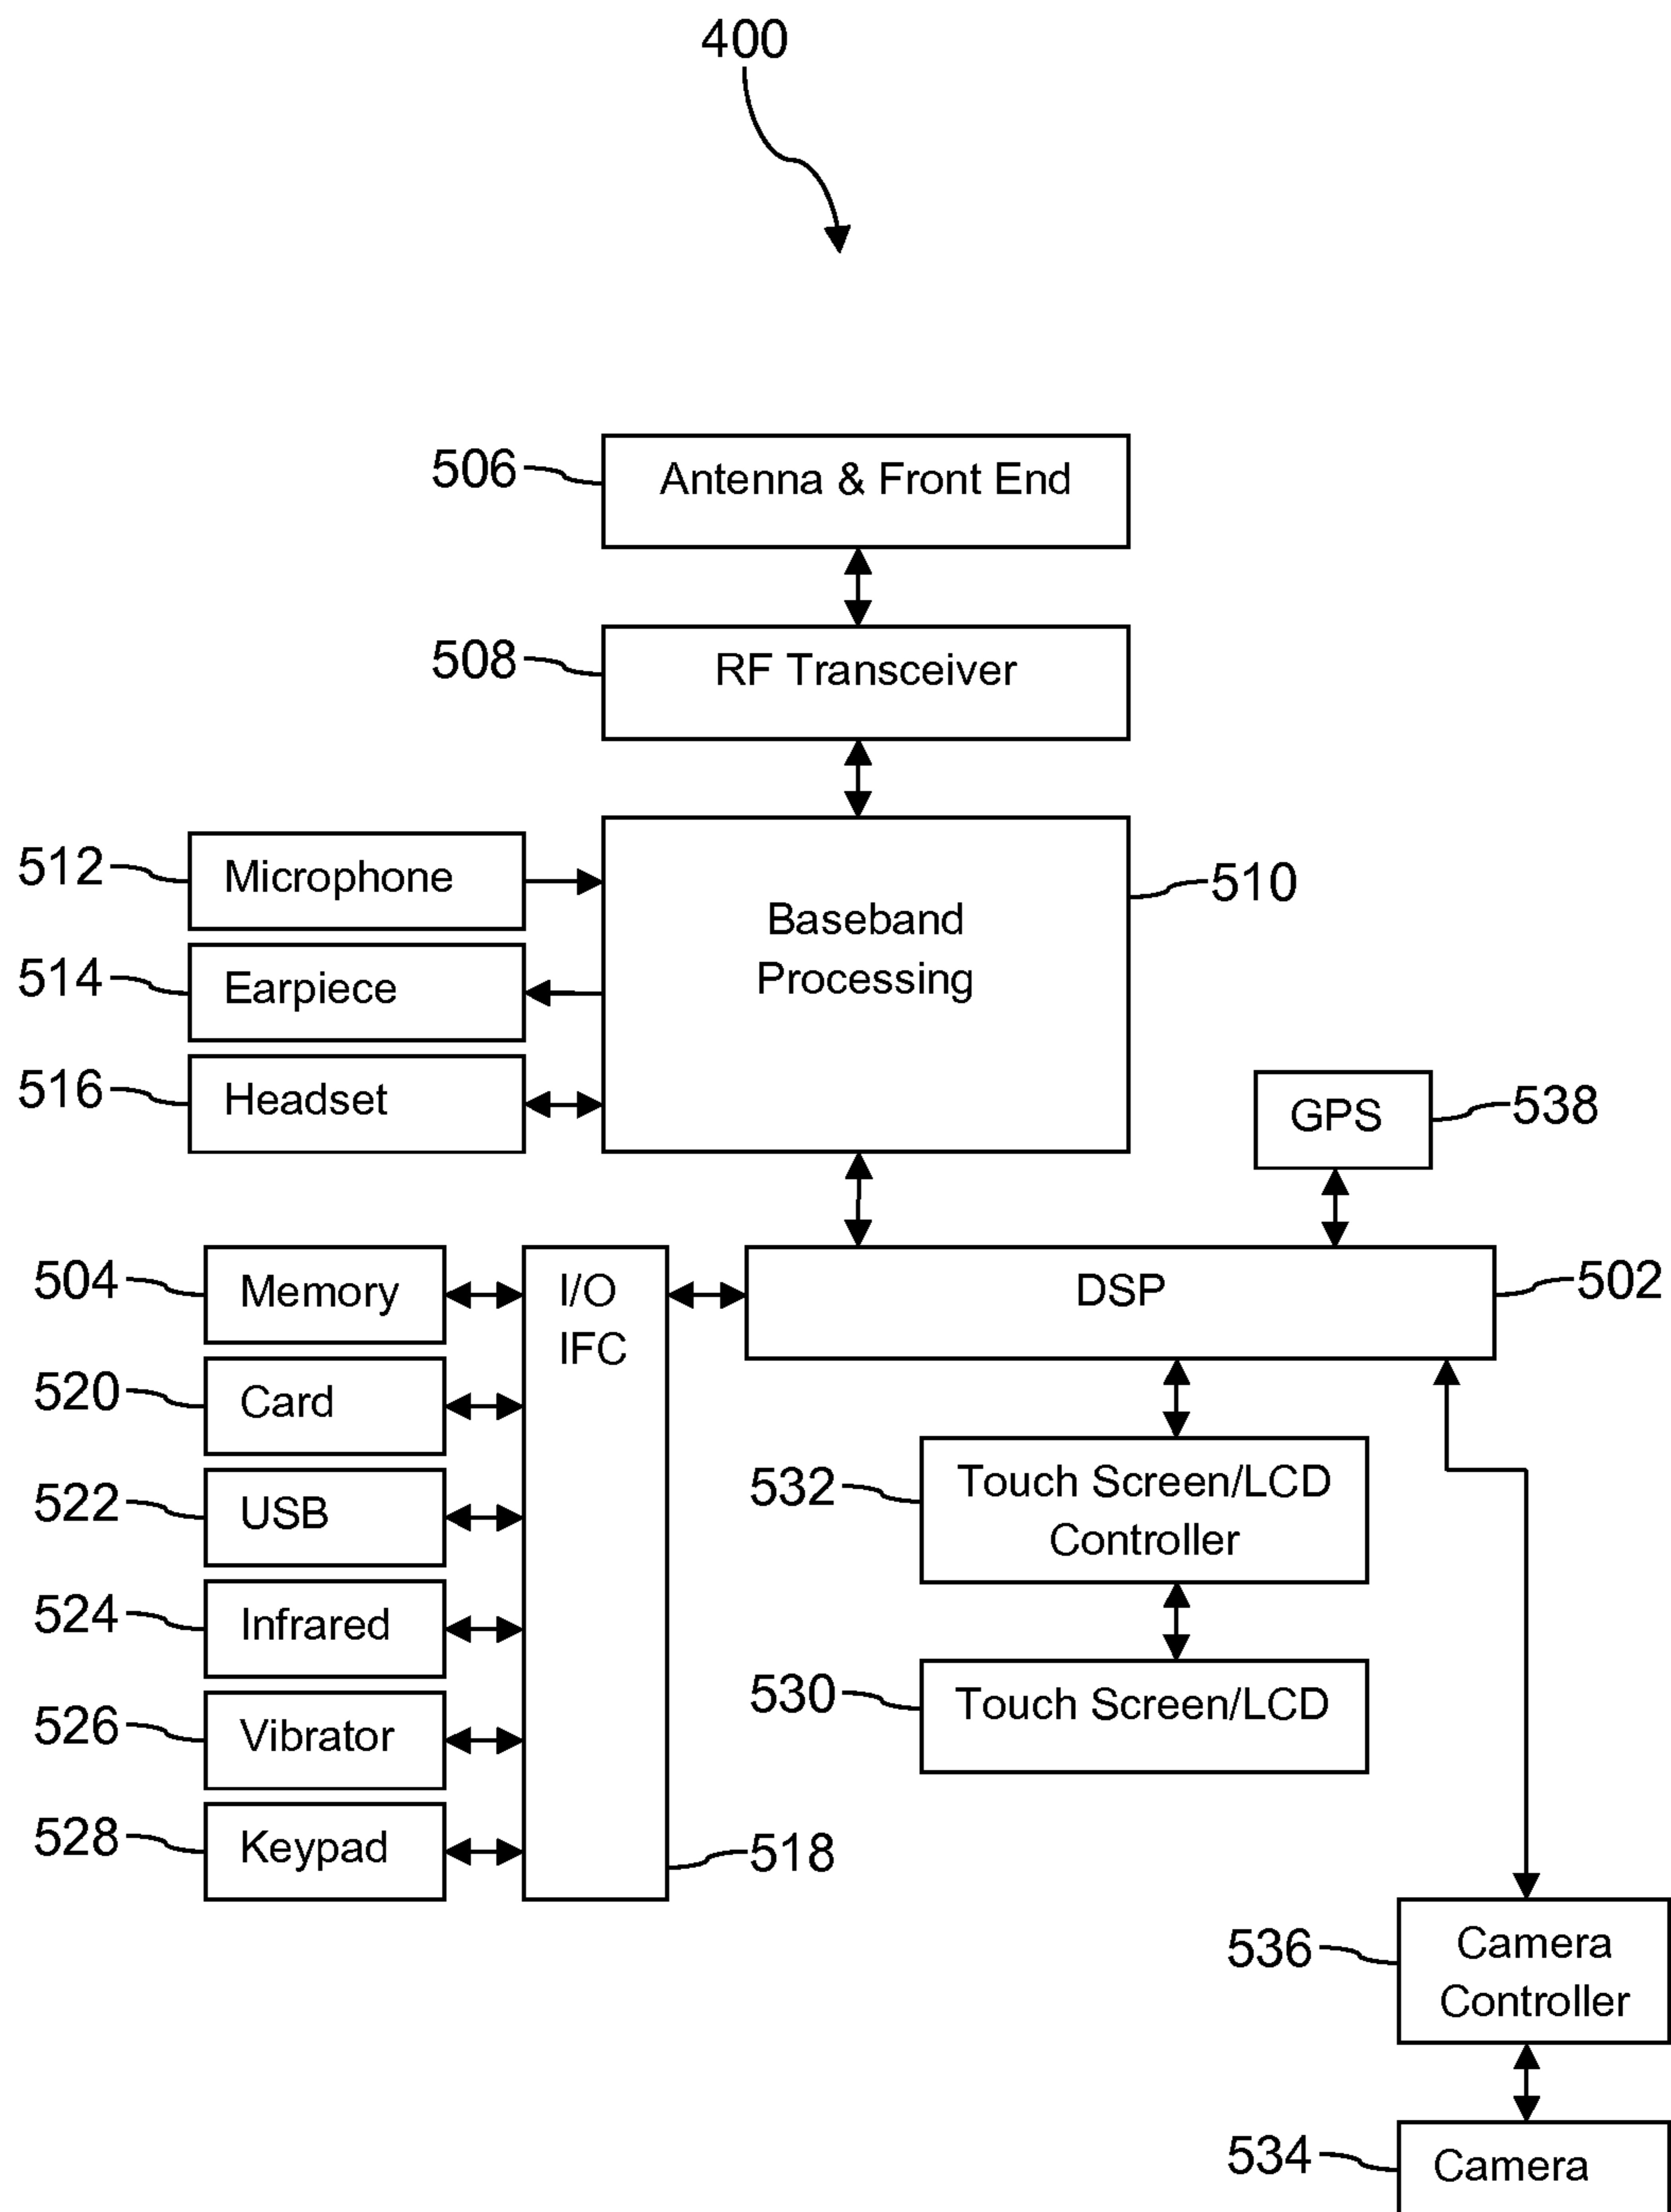 400
506
Antenna & Front End
508
RF Transceiver
512
Microphone
Baseband
Processing
510
514
Earpiece
516
Headset
GPS
538
504
Memory
I/O
IFC
DSP
502
520
Card
522
USB
532
Touch Screen/LCD
Controller
524
Infrared
526
Vibrator
530
Touch Screen/LCD
528
Keypad
518
536
Camera
Controller
534
Camera